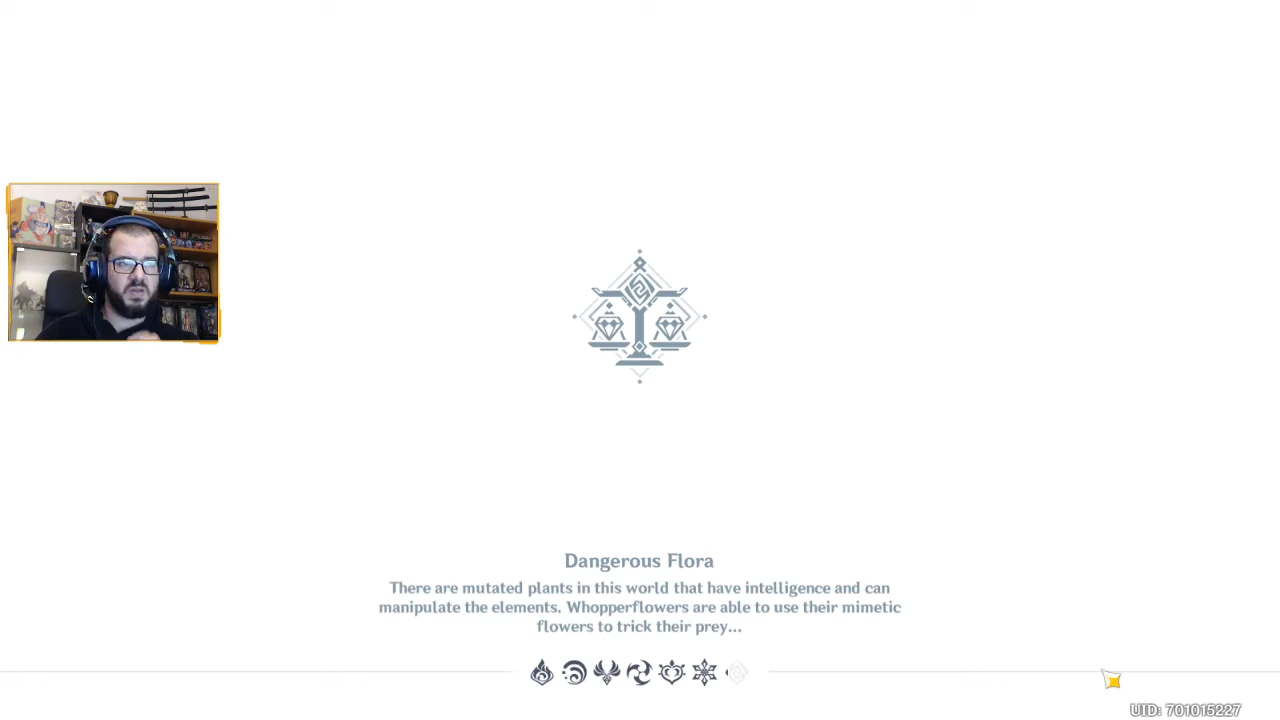 Dangerous Flora
There are mutated plants in this world that have intelligence and can
manipulate the elements. Whopperflowers are able to use their mimetic
flowers to trick their prey...
UID: 701015227